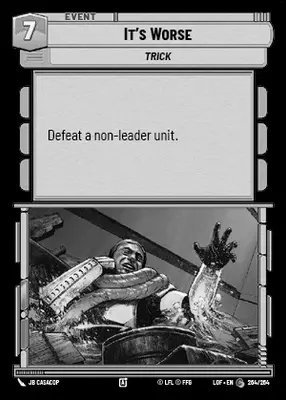 EVENT
7
IT'S WORSE
TRICK
Defeat a non-leader unit.
JB CASACOP
© LFL © FFG
LOF • EN
264/264